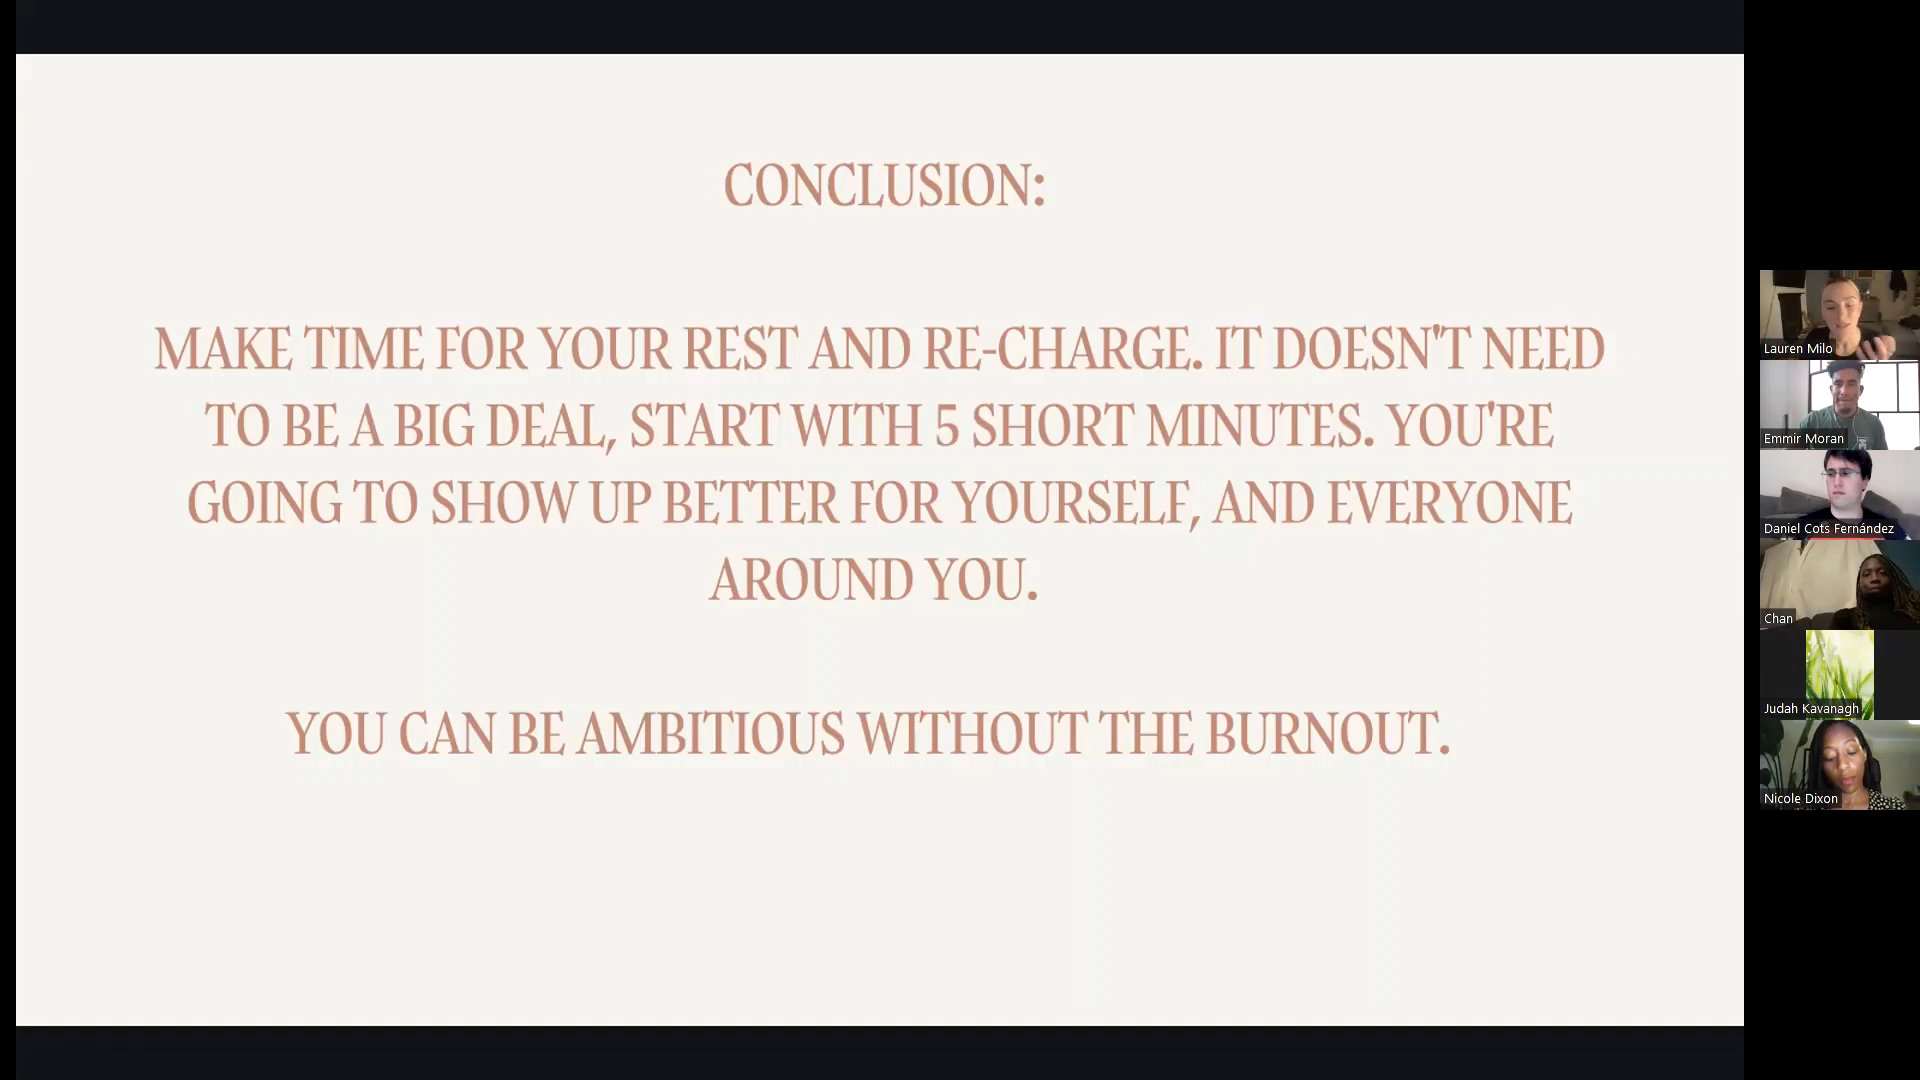 CONCLUSION:
MAKE TIME FOR YOUR REST AND RE-CHARGE. IT DOESN'T NEED
TO BE A BIG DEAL, START WITH 5 SHORT MINUTES. YOU'RE
GOING TO SHOW UP BETTER FOR YOURSELF, AND EVERYONE
AROUND YOU.
YOU CAN BE AMBITIOUS WITHOUT THE BURNOUT.
Lauren Milo
Emmir Moran
Daniel Cots Fernández
Chan
Judah Kavanagh
Nicole Dixon